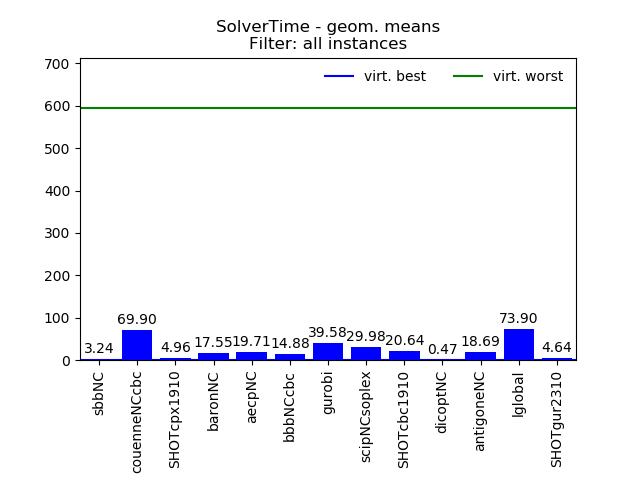 SolverTime - geom. means
Filter: all instances
virt. best
virt. worst
700
600
500
400
300
200
100
0
3.24
69.90
4.96
17.55
19.71
14.88
39.58
29.98
20.64
0.47
18.69
73.90
4.64
sbbNC
couenneNCcbc
SHOTcpx1910
baronNC
aecpNC
bbbNCcbc
gurobi
scipNCsoplex
SHOTcbc1910
dicoptNC
antigoneNC
lglobal
SHOTgur2310